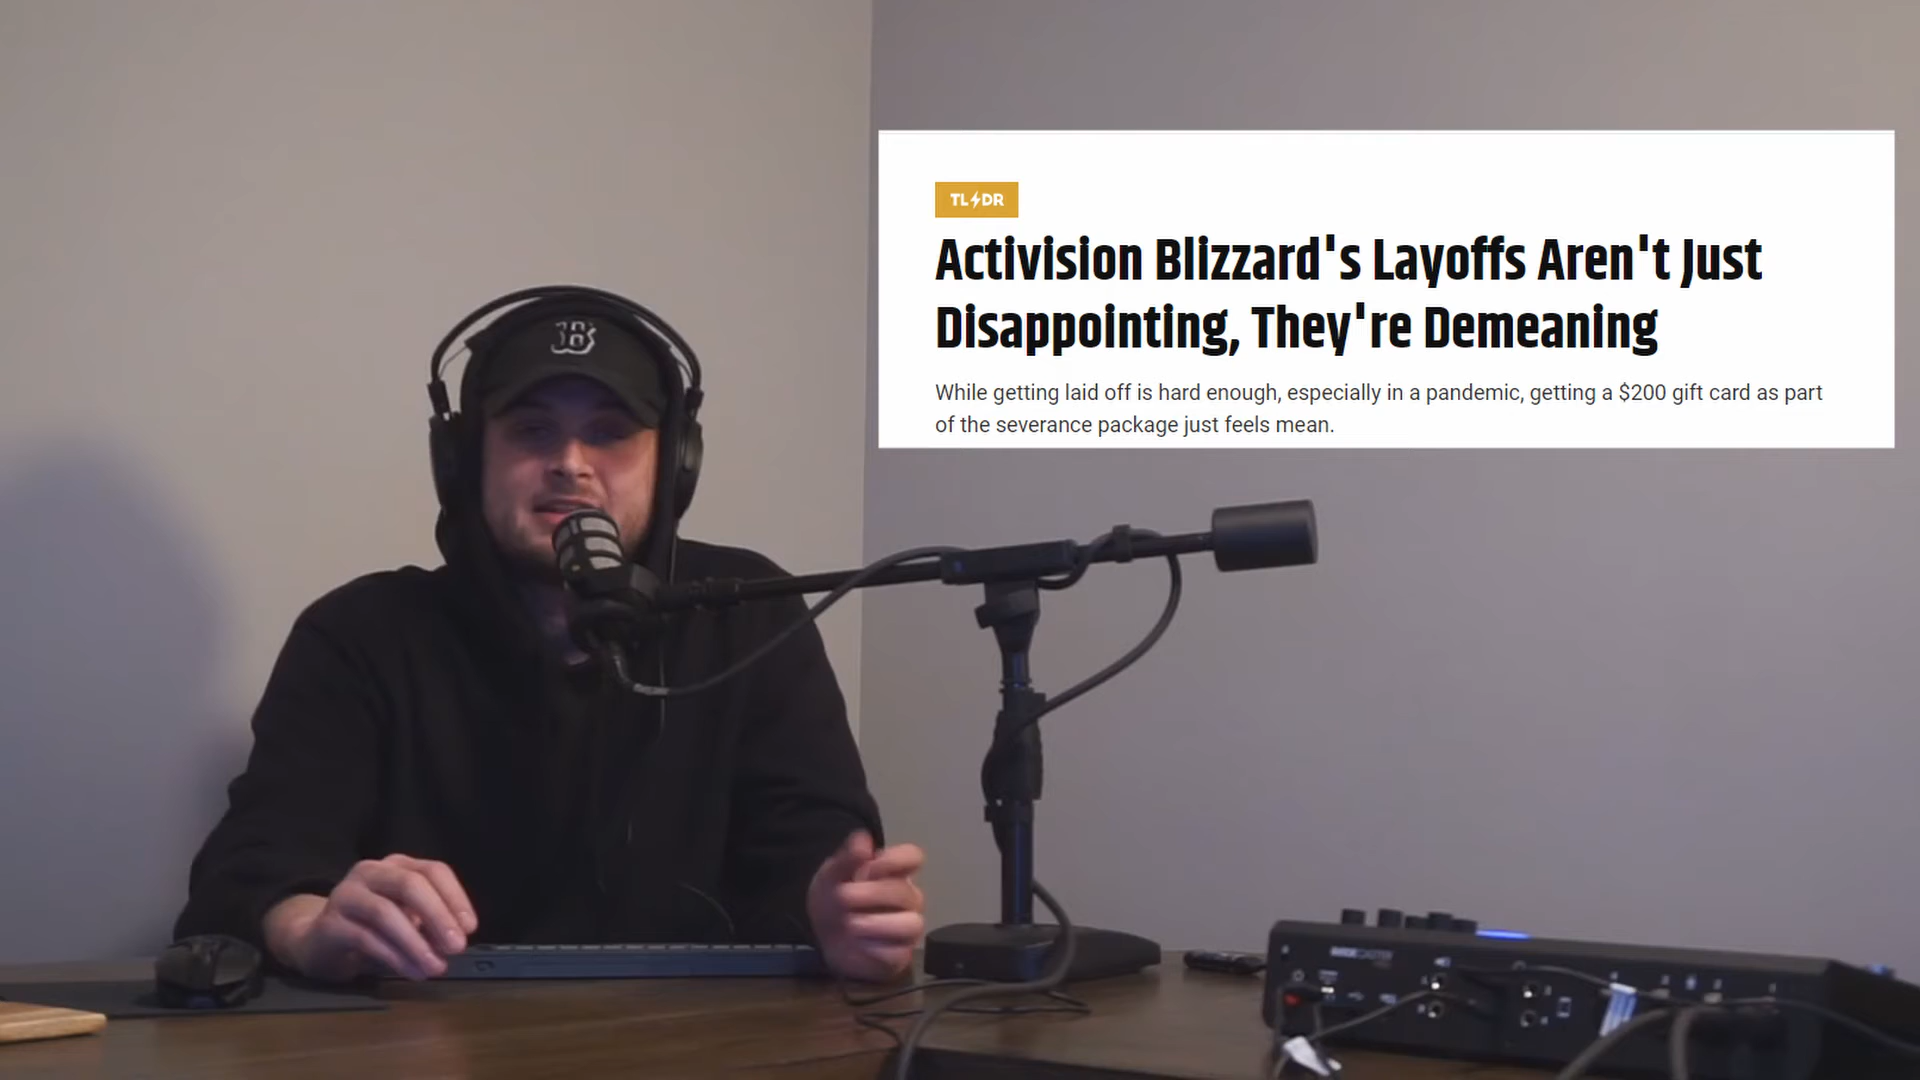 TL DR
Activision Blizzard's Layoffs Aren't Just
Disappointing, They're Demeaning
While getting laid off is hard enough, especially in a pandemic, getting a $200 gift card as part
of the severance package just feels mean.
B